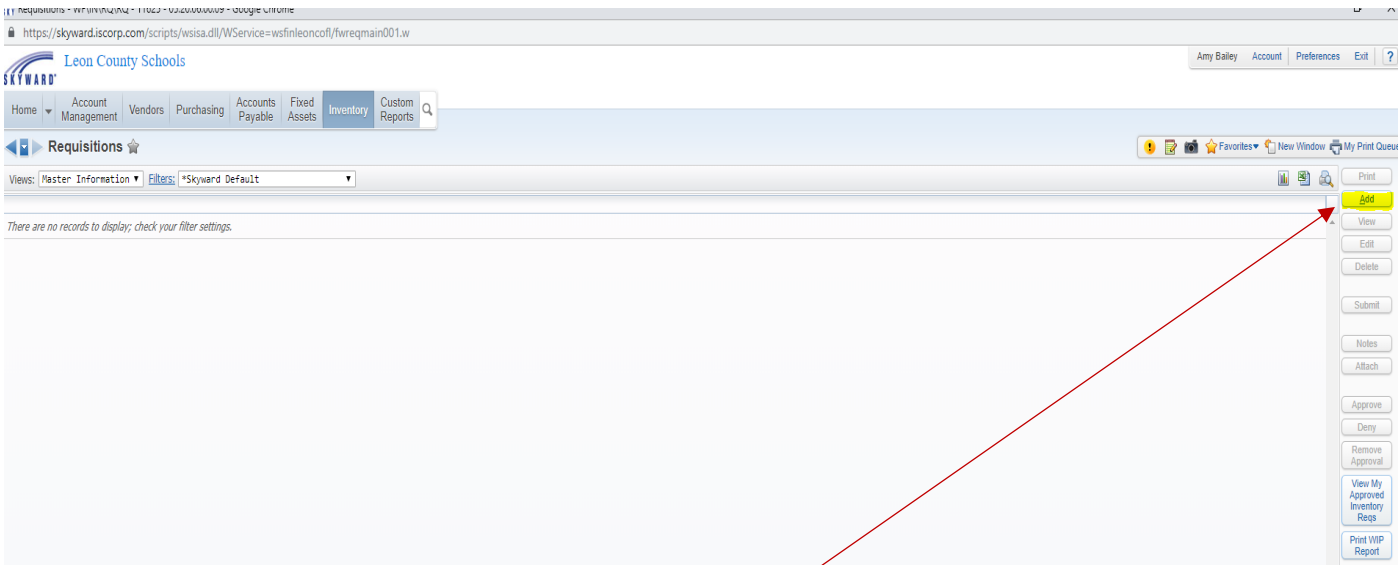 Requisitions - WF\IN\RQ\RQ - 11625 - 05.20.06.00.09 - Google Chrome
https://skyward.iscorp.com/scripts/wsisa.dll/WService=wsfinleoncofl/fwreqmain001.w
SKYWARD®
Leon County Schools
Amy Bailey Account Preferences Exit ?
Home Account Management Vendors Purchasing Accounts Payable Fixed Assets Inventory Custom Reports
Requisitions
Favorites New Window My Print Queue
Views: Master Information Filters: *Skyward Default
There are no records to display; check your filter settings.
Print
Add
View
Edit
Delete
Submit
Notes
Attach
Approve
Deny
Remove
Approval
View My
Approved
Inventory
Reqs
Print WIP
Report